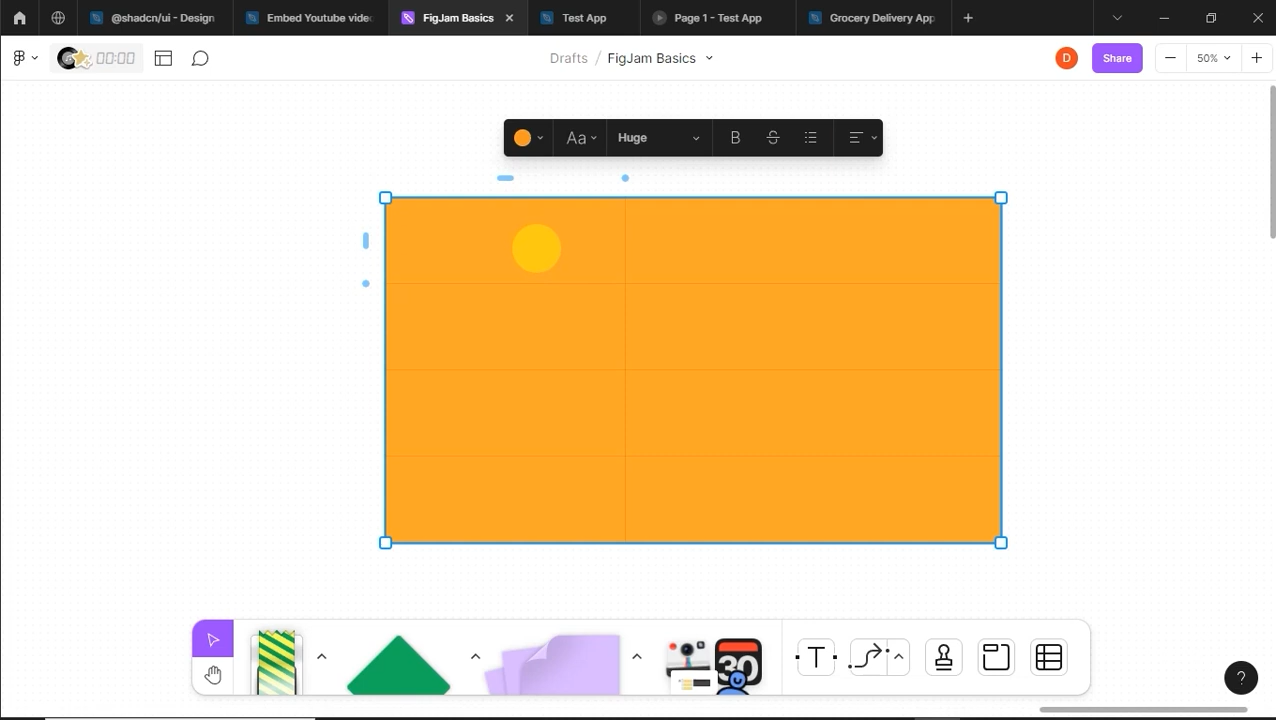 @shadcn/ui - Design
Embed Youtube video
FigJam Basics
Test App
Page 1 - Test App
Grocery Delivery App
00:00
Drafts / FigJam Basics
D
Share
50%
Aa
Huge
B
S
T
30
?